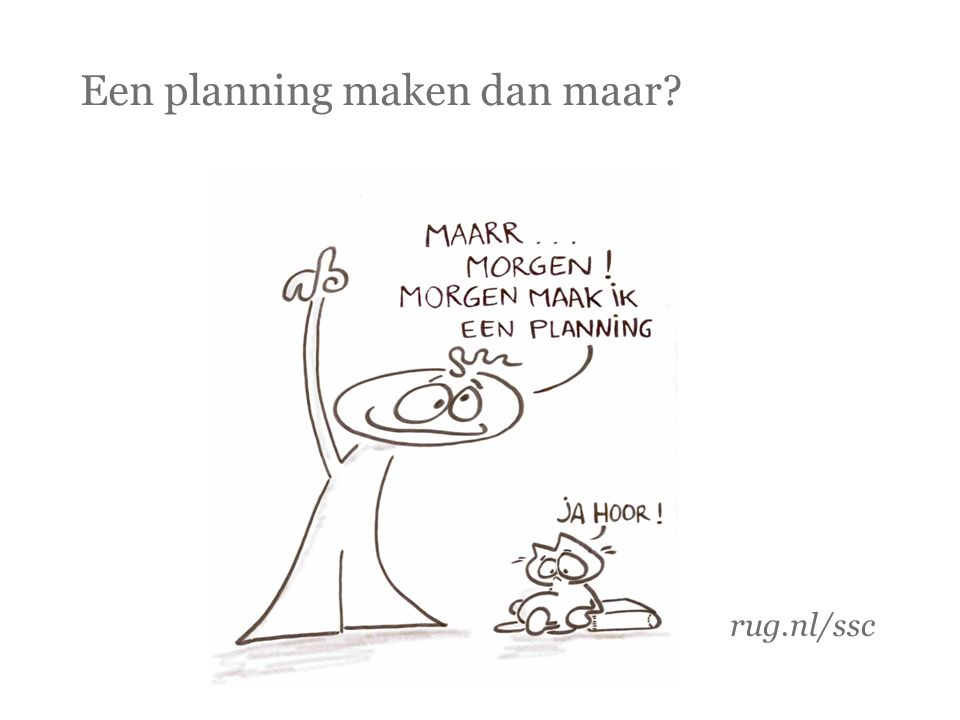 Een planning maken dan maar?
MAARR ...
MORGEN!
MORGEN MAAK iK
EEN PLANNiNG
jA HOOR!
rug.nl/ssc